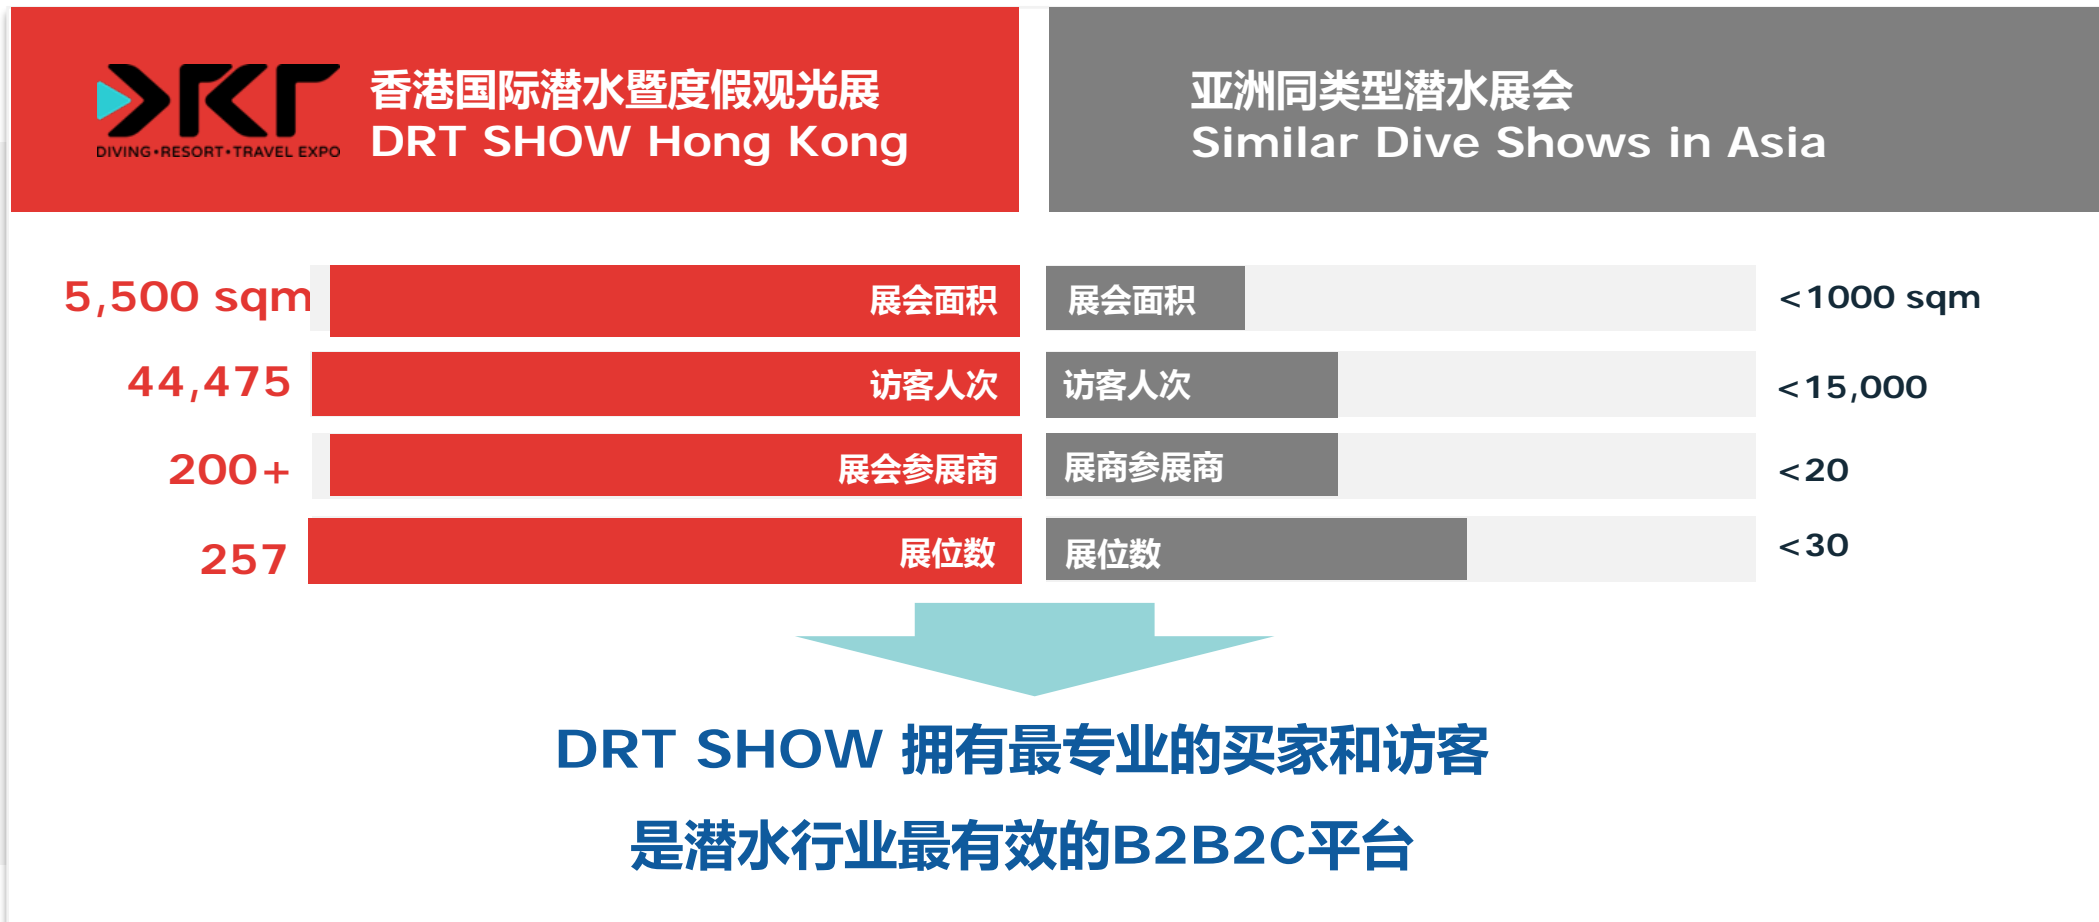 DRT
DIVING•RESORT•TRAVEL EXPO
香港国际潜水暨度假观光展
DRT SHOW Hong Kong
亚洲同类型潜水展会
Similar Dive Shows in Asia
5,500 sqm 展会面积 展会面积 <1000 sqm
44,475 访客人次 访客人次 <15,000
200+ 展会参展商 展商参展商 <20
257 展位数 展位数 <30
DRT SHOW 拥有最专业的买家和访客
是潜水行业最有效的B2B2C平台